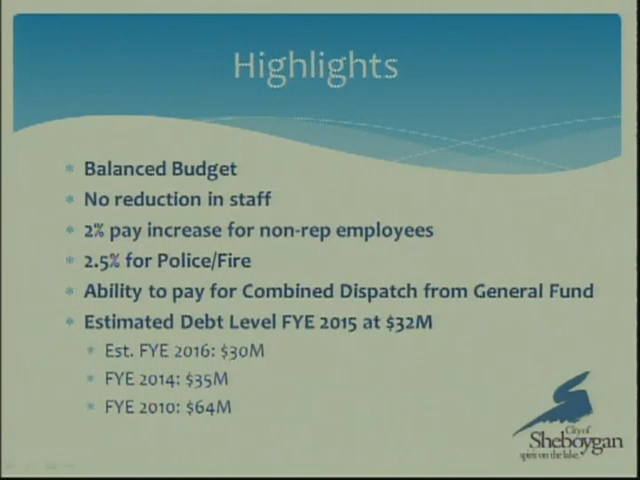 Highlights
Balanced Budget
No reduction in staff
2% pay increase for non-rep employees
2.5% for Police/Fire
Ability to pay for Combined Dispatch from General Fund
Estimated Debt Level FYE 2015 at $32M
Est. FYE 2016: $30M
FYE 2014: $35M
FYE 2010: $64M
City of
Sheboygan
spirit on the lake.